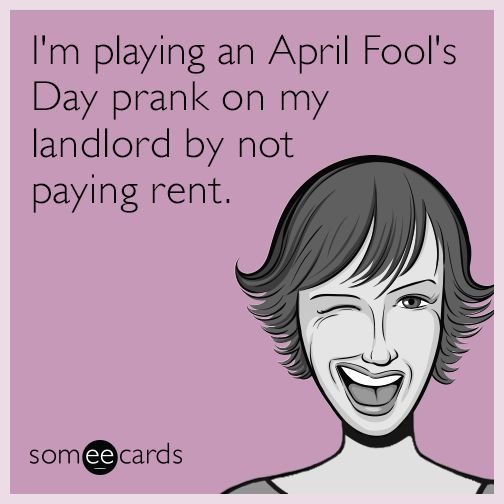 I'm playing an April Fool's
Day prank on my
landlord by not
paying rent.
someecards